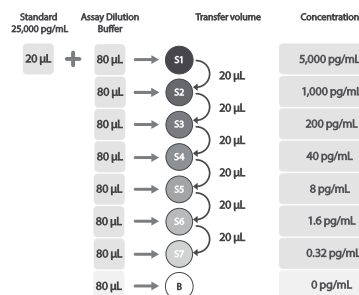 Standard
25,000 pg/mL
Assay Dilution
Buffer
Transfer volume
Concentration
20 µL + 80 µL S1 5,000 pg/mL
20 µL
80 µL S2 1,000 pg/mL
20 µL
80 µL S3 200 pg/mL
20 µL
80 µL S4 40 pg/mL
20 µL
80 µL S5 8 pg/mL
20 µL
80 µL S6 1.6 pg/mL
20 µL
80 µL S7 0.32 pg/mL
80 µL B 0 pg/mL